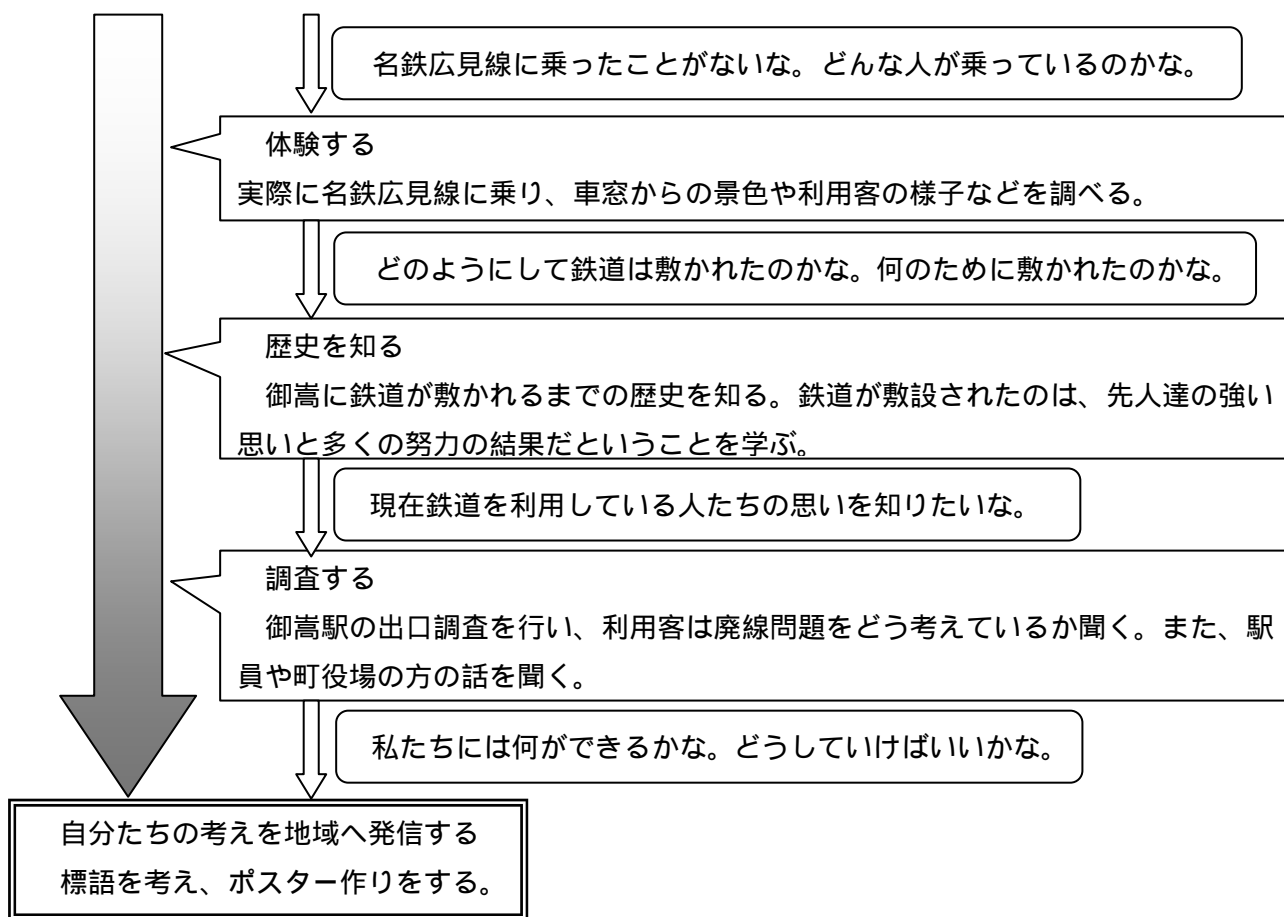 名鉄広見線に乗ったことがないな。どんな人が乗っているのかな。
体験する
実際に名鉄広見線に乗り、車窓からの景色や利用客の様子などを調べる。
どのようにして鉄道は敷かれたのかな。何のために敷かれたのかな。
歴史を知る
御嵩に鉄道が敷かれるまでの歴史を知る。鉄道が敷設されたのは、先人達の強い
思いと多くの努力の結果だということを学ぶ。
現在鉄道を利用している人たちの思いを知りたいな。
調査する
御嵩駅の出口調査を行い、利用客は廃線問題をどう考えているか聞く。また、駅
員や町役場の方の話を聞く。
私たちには何ができるかな。どうしていけばいいかな。
自分たちの考えを地域へ発信する
標語を考え、ポスター作りをする。